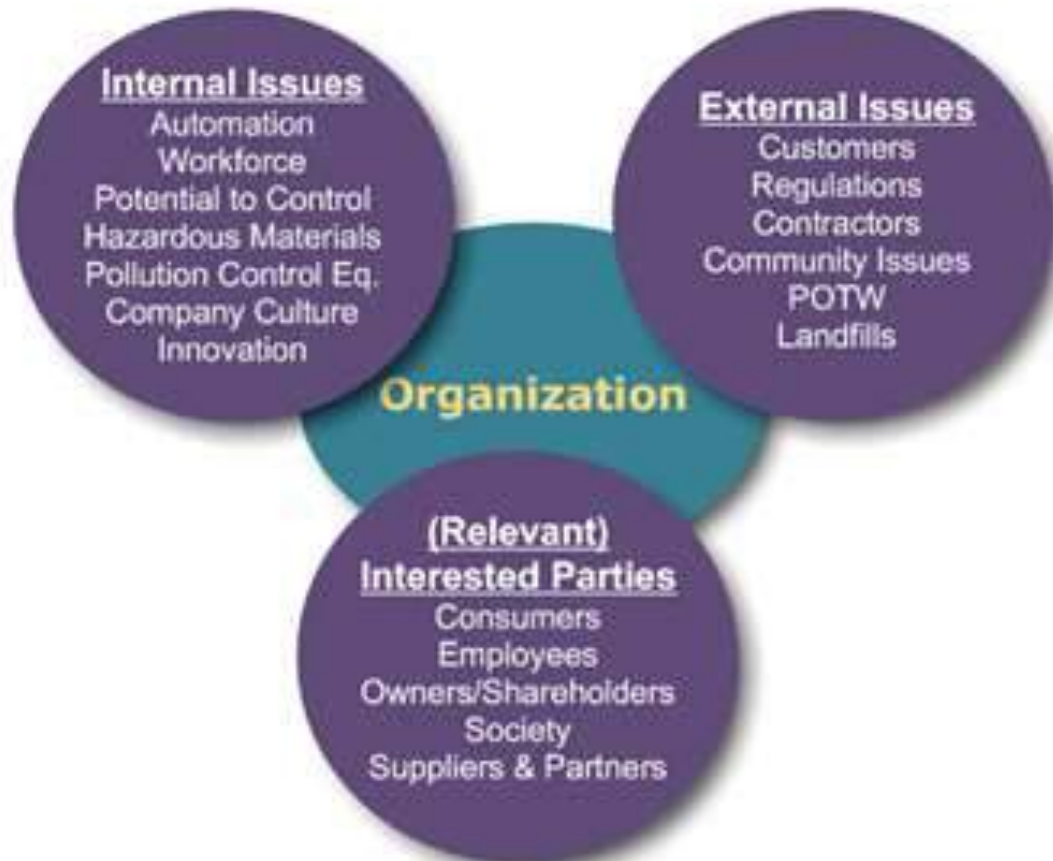 Internal Issues
Automation
Workforce
Potential to Control
Hazardous Materials
Pollution Control Eq.
Company Culture
Innovation
External Issues
Customers
Regulations
Contractors
Community Issues
POTW
Landfills
Organization
(Relevant)
Interested Parties
Consumers
Employees
Owners/Shareholders
Society
Suppliers & Partners